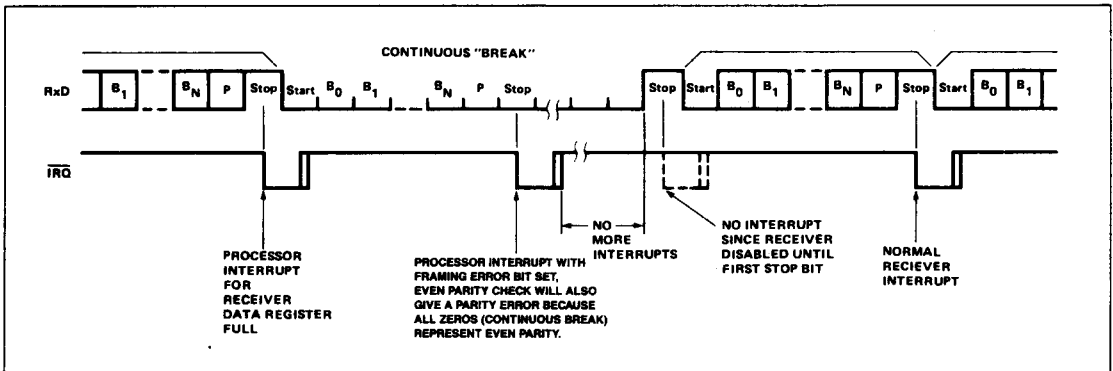 CONTINUOUS "BREAK"
RxD B1 BN P Stop Start B0 B1 BN P Stop Stop Start B0 B1 BN P Stop Start B0 B1
IRQ
PROCESSOR
INTERRUPT
FOR
RECEIVER
DATA REGISTER
FULL
PROCESSOR INTERRUPT WITH
FRAMING ERROR BIT SET,
EVEN PARITY CHECK WILL ALSO
GIVE A PARITY ERROR BECAUSE
ALL ZEROS (CONTINUOUS BREAK)
REPRESENT EVEN PARITY.
NO
MORE
INTERRUPTS
NO INTERRUPT
SINCE RECEIVER
DISABLED UNTIL
FIRST STOP BIT
NORMAL
RECIEVER
INTERRUPT